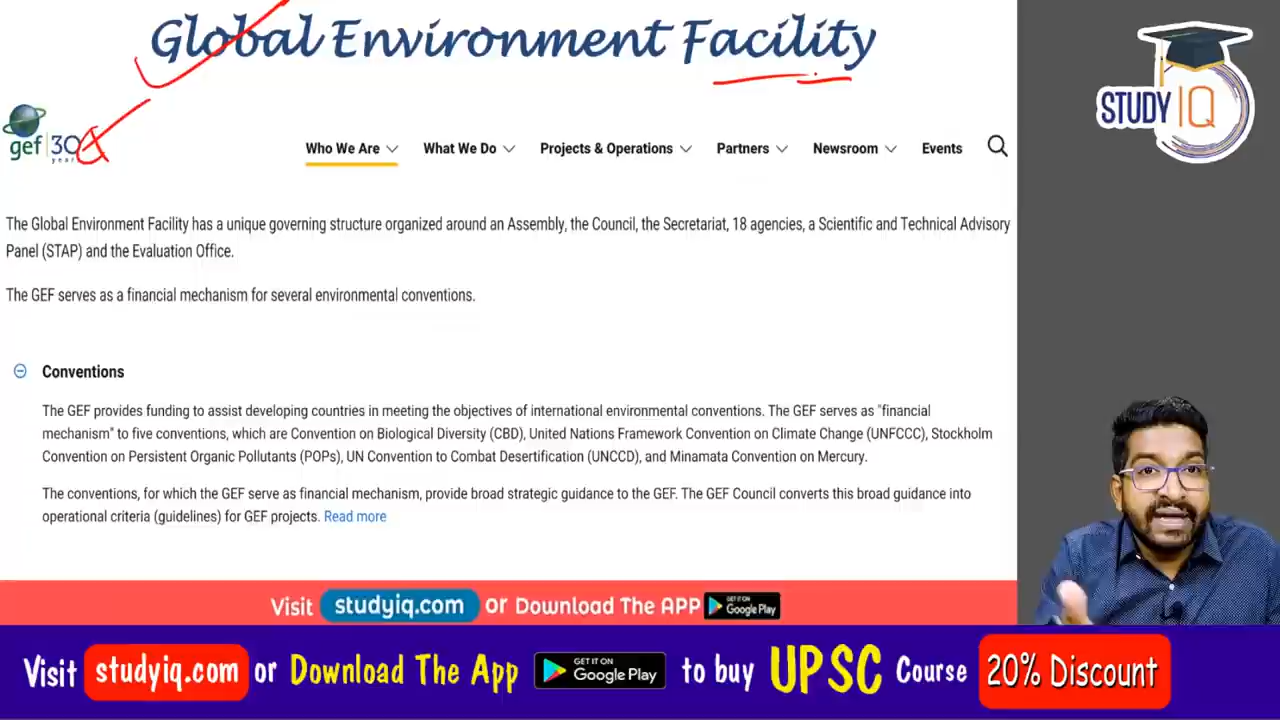 Global Environment Facility
STUDY IQ
gef 30
years
Who We Are
What We Do
Projects & Operations
Partners
Newsroom
Events
The Global Environment Facility has a unique governing structure organized around an Assembly, the Council, the Secretariat, 18 agencies, a Scientific and Technical Advisory
Panel (STAP) and the Evaluation Office.
The GEF serves as a financial mechanism for several environmental conventions.
Conventions
The GEF provides funding to assist developing countries in meeting the objectives of international environmental conventions. The GEF serves as "financial
mechanism" to five conventions, which are Convention on Biological Diversity (CBD), United Nations Framework Convention on Climate Change (UNFCCC), Stockholm
Convention on Persistent Organic Pollutants (POPs), UN Convention to Combat Desertification (UNCCD), and Minamata Convention on Mercury.
The conventions, for which the GEF serve as financial mechanism, provide broad strategic guidance to the GEF. The GEF Council converts this broad guidance into
operational criteria (guidelines) for GEF projects. Read more
Visit studyiq.com or Download The APP GET IT ON Google Play
Visit studyiq.com or Download The App GET IT ON Google Play to buy UPSC Course 20% Discount